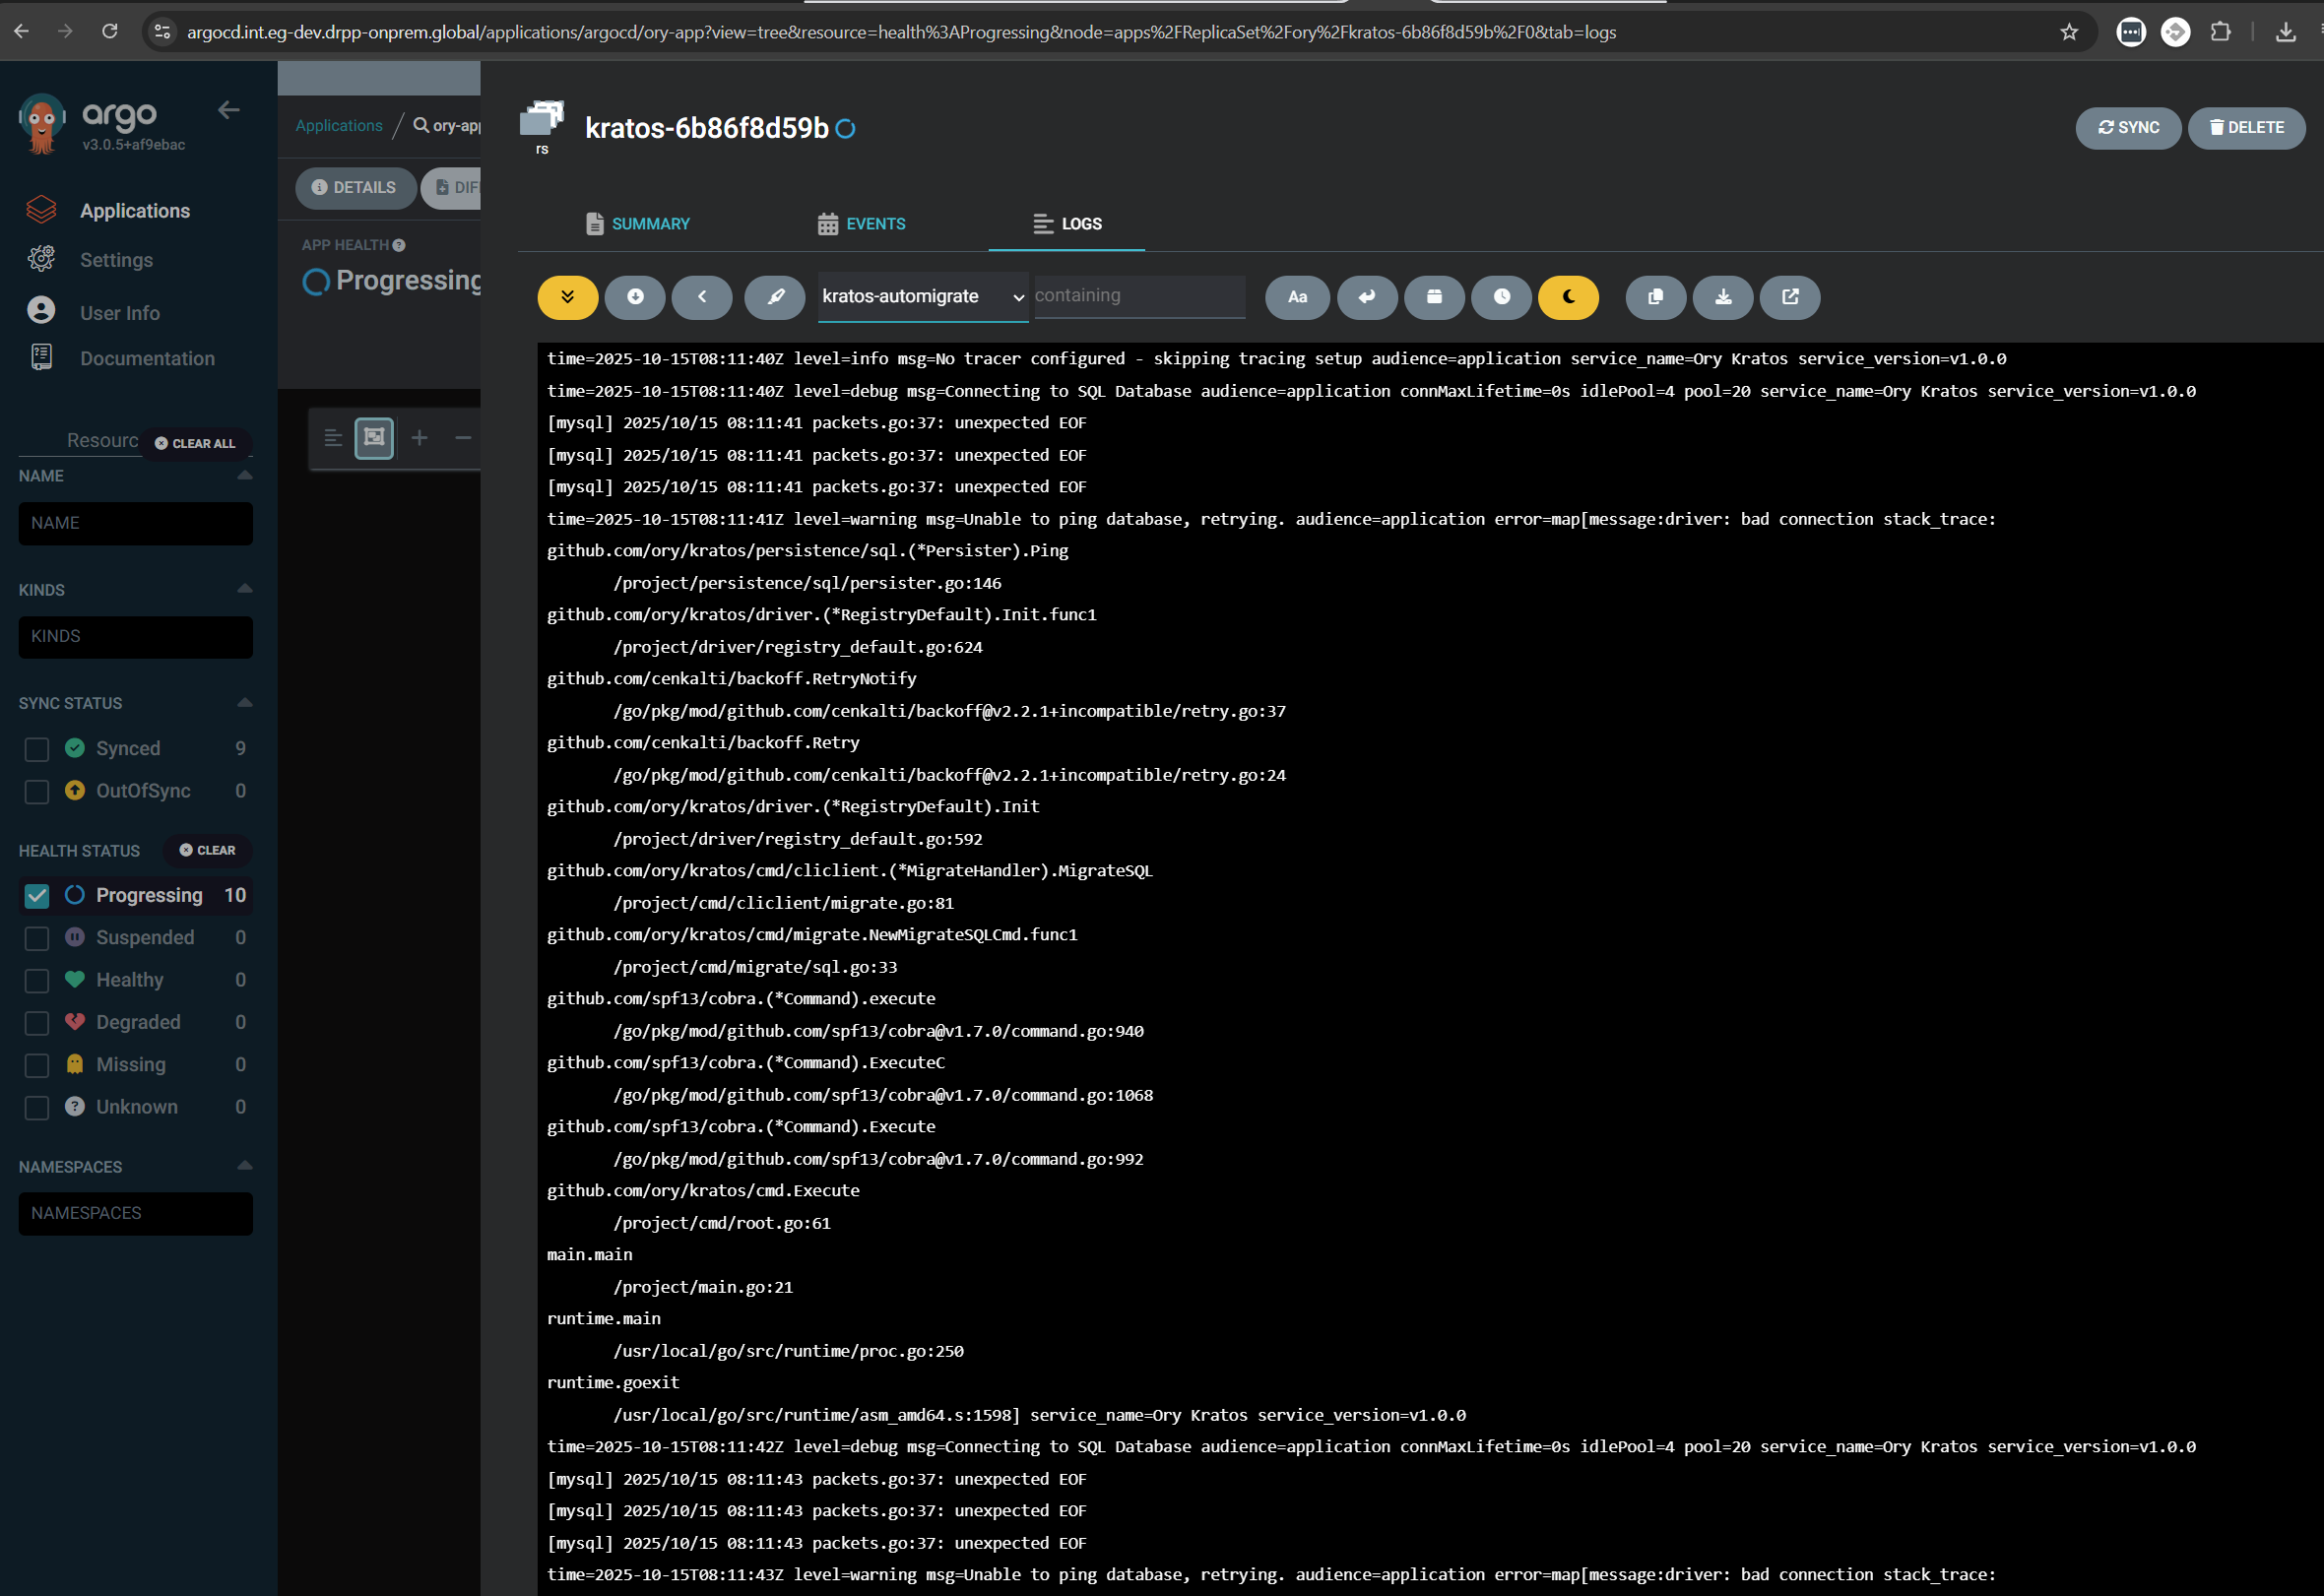 argocd.int.eg-dev.drpp-onprem.global/applications/argocd/ory-app?view=tree&resource=health%3AProgressing&node=apps%2FReplicaSet%2Fory%2Fkratos-6b86f8d59b%2F0&tab=logs
argo
v3.0.5+af9ebac
Applications
Settings
User Info
Documentation
Resourc
CLEAR ALL
NAME
NAME
KINDS
KINDS
SYNC STATUS
Synced 9
OutOfSync 0
HEALTH STATUS
CLEAR
Progressing 10
Suspended 0
Healthy 0
Degraded 0
Missing 0
Unknown 0
NAMESPACES
NAMESPACES
Applications / ory-app
DETAILS
DIF
APP HEALTH
Progressing
rs
kratos-6b86f8d59b
SYNC
DELETE
SUMMARY
EVENTS
LOGS
kratos-automigrate
containing
Aa
time=2025-10-15T08:11:40Z level=info msg=No tracer configured - skipping tracing setup audience=application service_name=Ory Kratos service_version=v1.0.0
time=2025-10-15T08:11:40Z level=debug msg=Connecting to SQL Database audience=application connMaxLifetime=0s idlePool=4 pool=20 service_name=Ory Kratos service_version=v1.0.0
[mysql] 2025/10/15 08:11:41 packets.go:37: unexpected EOF
[mysql] 2025/10/15 08:11:41 packets.go:37: unexpected EOF
[mysql] 2025/10/15 08:11:41 packets.go:37: unexpected EOF
time=2025-10-15T08:11:41Z level=warning msg=Unable to ping database, retrying. audience=application error=map[message:driver: bad connection stack_trace:
github.com/ory/kratos/persistence/sql.(*Persister).Ping
/project/persistence/sql/persister.go:146
github.com/ory/kratos/driver.(*RegistryDefault).Init.func1
/project/driver/registry_default.go:624
github.com/cenkalti/backoff.RetryNotify
/go/pkg/mod/github.com/cenkalti/backoff@v2.2.1+incompatible/retry.go:37
github.com/cenkalti/backoff.Retry
/go/pkg/mod/github.com/cenkalti/backoff@v2.2.1+incompatible/retry.go:24
github.com/ory/kratos/driver.(*RegistryDefault).Init
/project/driver/registry_default.go:592
github.com/ory/kratos/cmd/cliclient.(*MigrateHandler).MigrateSQL
/project/cmd/cliclient/migrate.go:81
github.com/ory/kratos/cmd/migrate.NewMigrateSQLCmd.func1
/project/cmd/migrate/sql.go:33
github.com/spf13/cobra.(*Command).execute
/go/pkg/mod/github.com/spf13/cobra@v1.7.0/command.go:940
github.com/spf13/cobra.(*Command).ExecuteC
/go/pkg/mod/github.com/spf13/cobra@v1.7.0/command.go:1068
github.com/spf13/cobra.(*Command).Execute
/go/pkg/mod/github.com/spf13/cobra@v1.7.0/command.go:992
github.com/ory/kratos/cmd.Execute
/project/cmd/root.go:61
main.main
/project/main.go:21
runtime.main
/usr/local/go/src/runtime/proc.go:250
runtime.goexit
/usr/local/go/src/runtime/asm_amd64.s:1598] service_name=Ory Kratos service_version=v1.0.0
time=2025-10-15T08:11:42Z level=debug msg=Connecting to SQL Database audience=application connMaxLifetime=0s idlePool=4 pool=20 service_name=Ory Kratos service_version=v1.0.0
[mysql] 2025/10/15 08:11:43 packets.go:37: unexpected EOF
[mysql] 2025/10/15 08:11:43 packets.go:37: unexpected EOF
[mysql] 2025/10/15 08:11:43 packets.go:37: unexpected EOF
time=2025-10-15T08:11:43Z level=warning msg=Unable to ping database, retrying. audience=application error=map[message:driver: bad connection stack_trace: